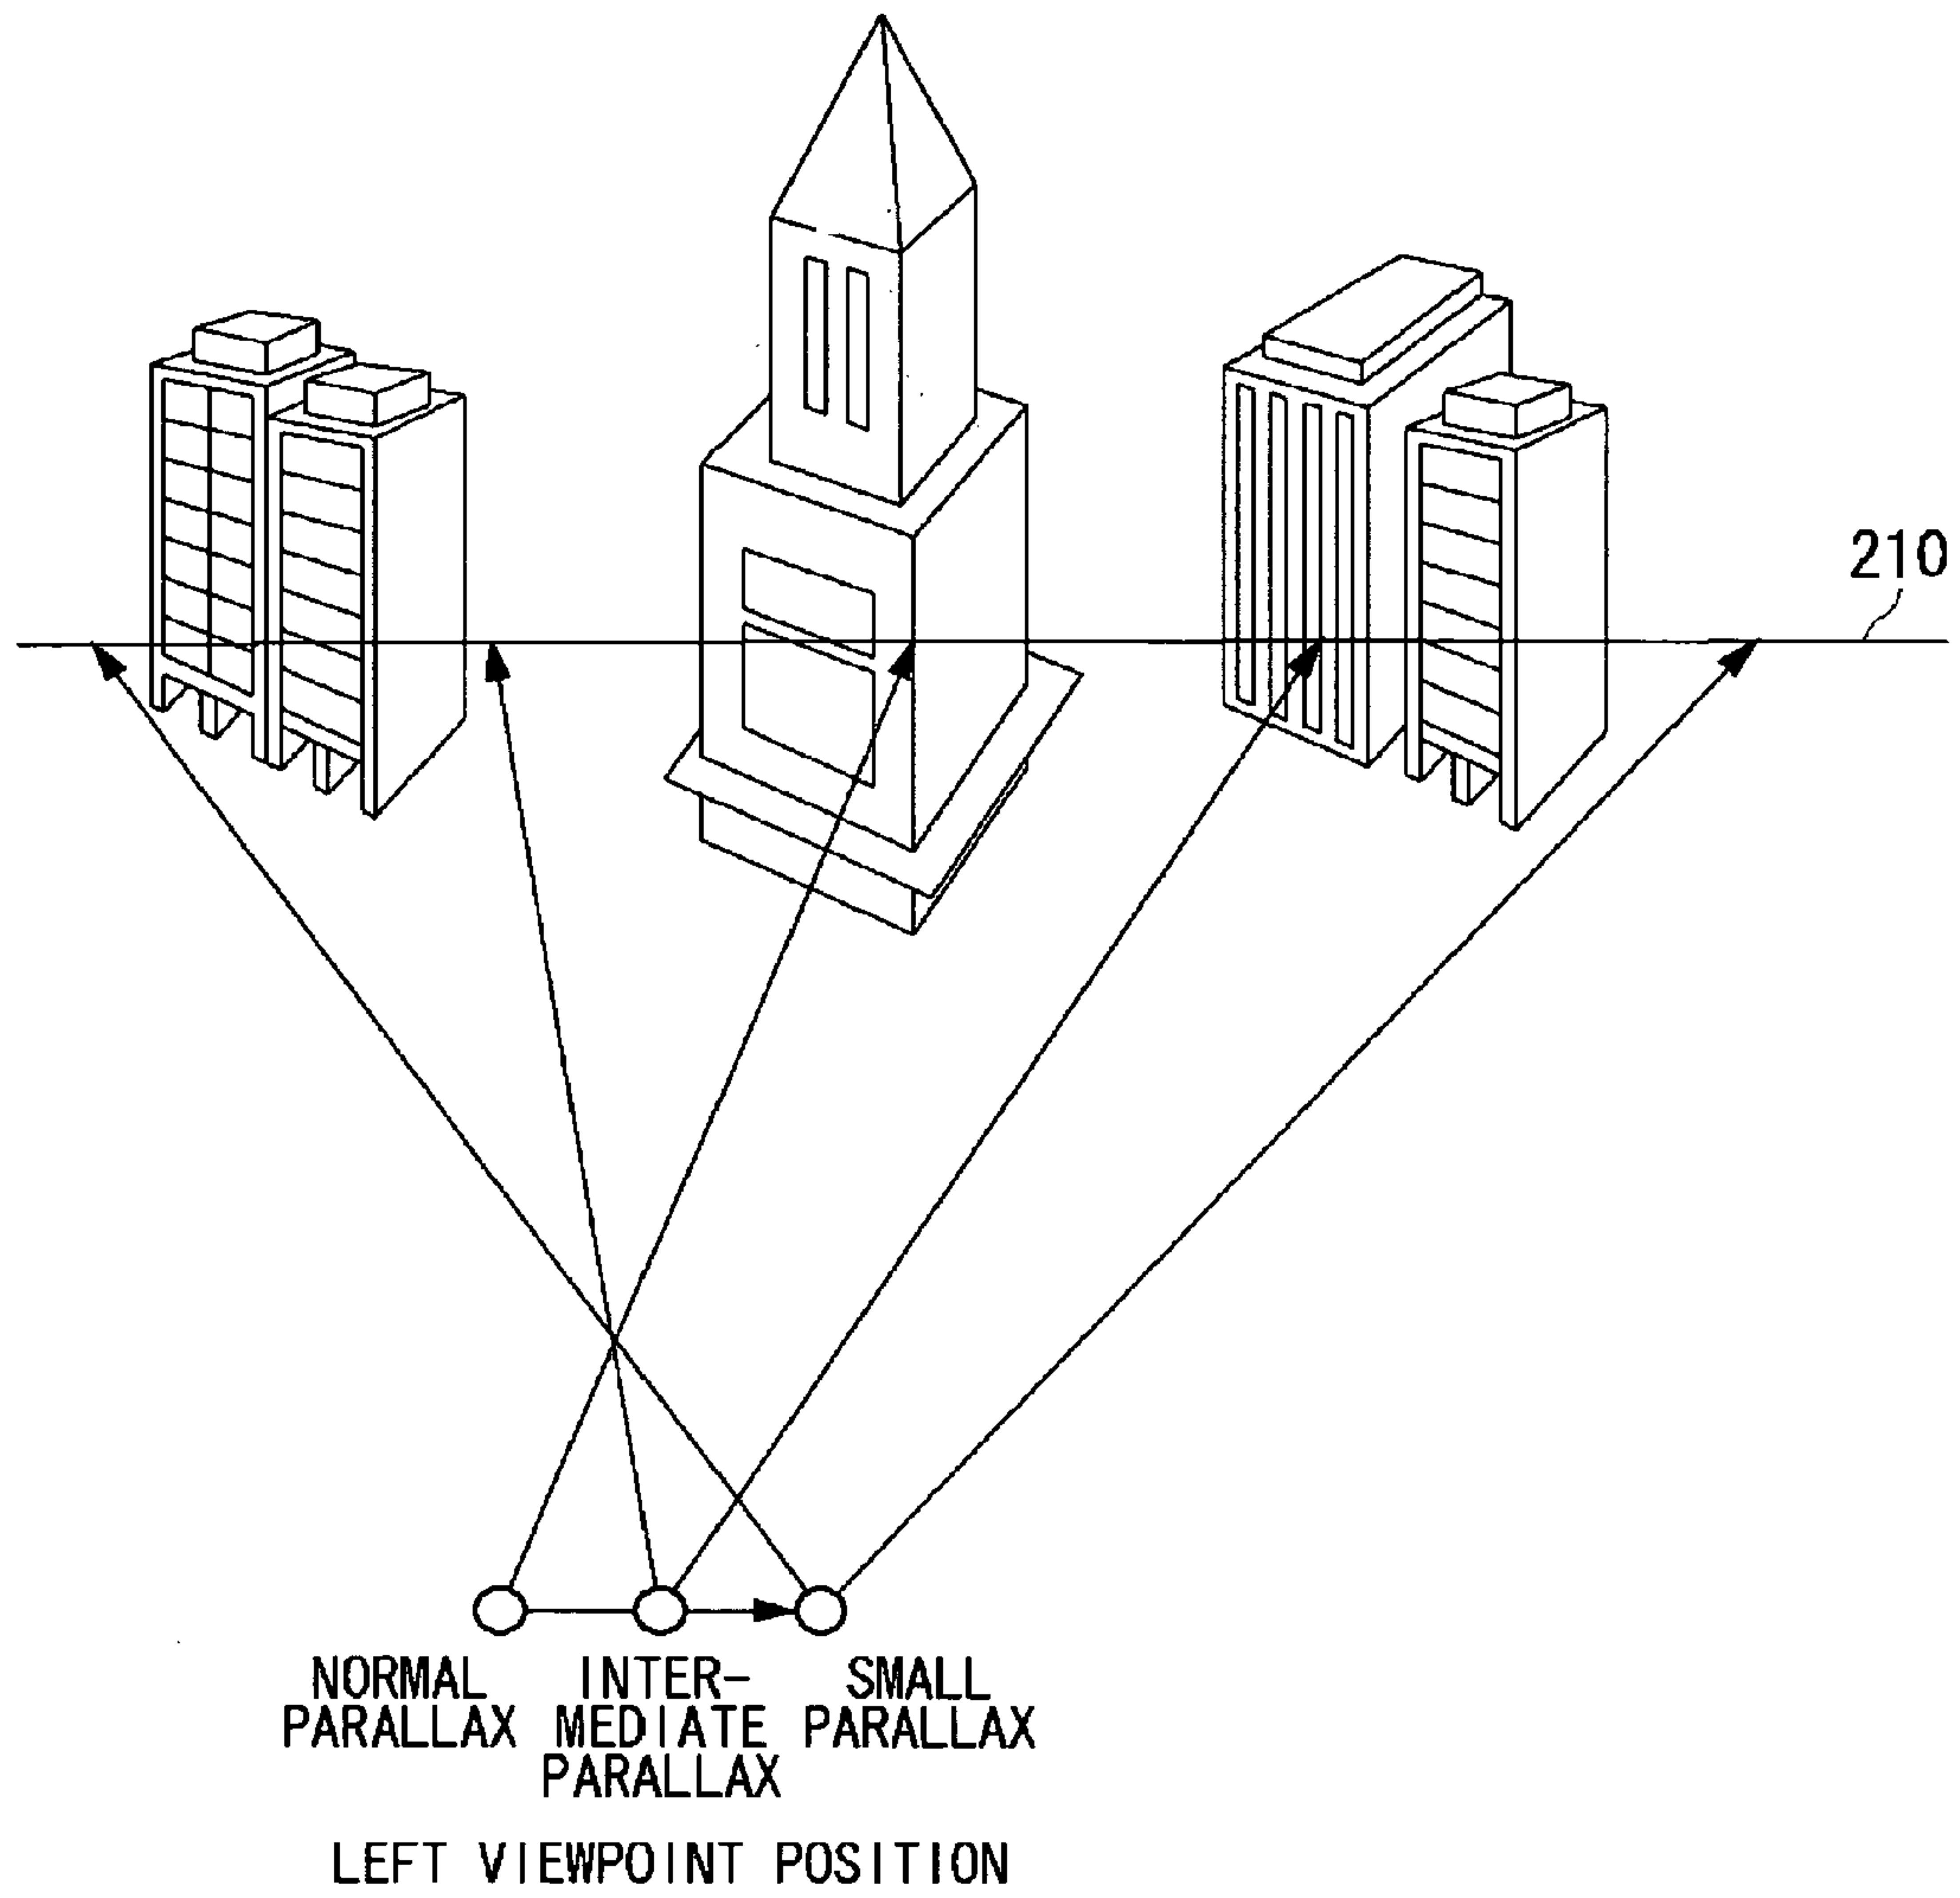 210
NORMAL INTER- SMALL
PARALLAX MEDIATE PARALLAX
PARALLAX
LEFT VIEWPOINT POSITION